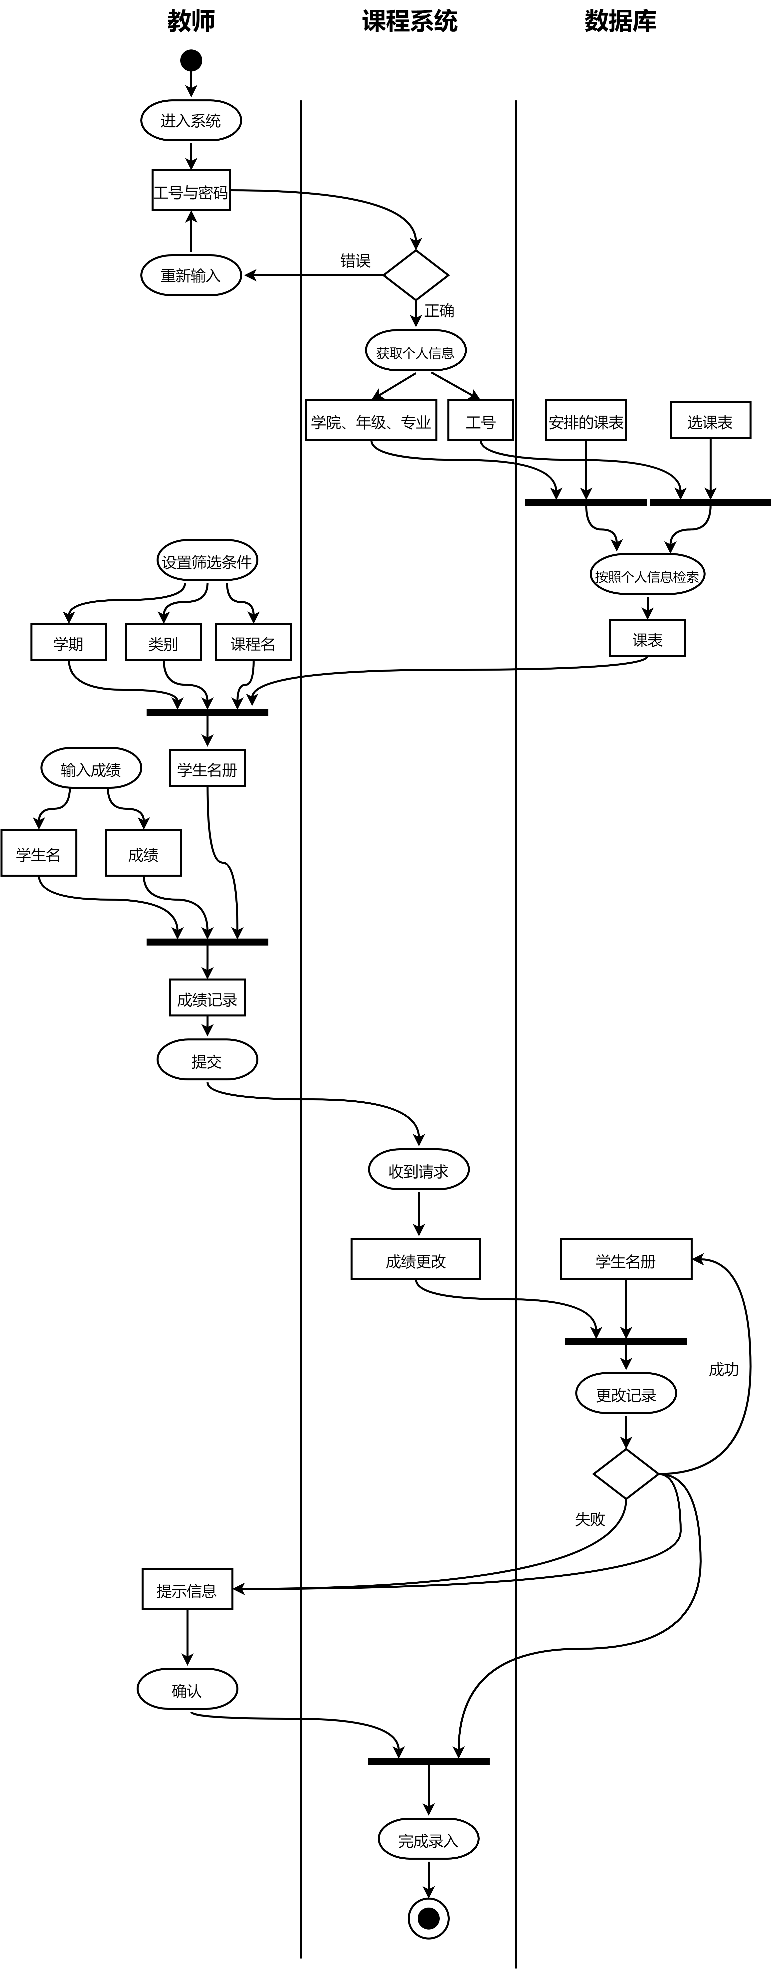 教师
课程系统
数据库
进入系统
工号与密码
错误
重新输入
正确
获取个人信息
学院、年级、专业
工号
安排的课表
选课表
设置筛选条件
按照个人信息检索
学期
类别
课程名
课表
输入成绩
学生名册
学生名
成绩
成绩记录
提交
收到请求
成绩更改
学生名册
成功
更改记录
失败
提示信息
确认
完成录入